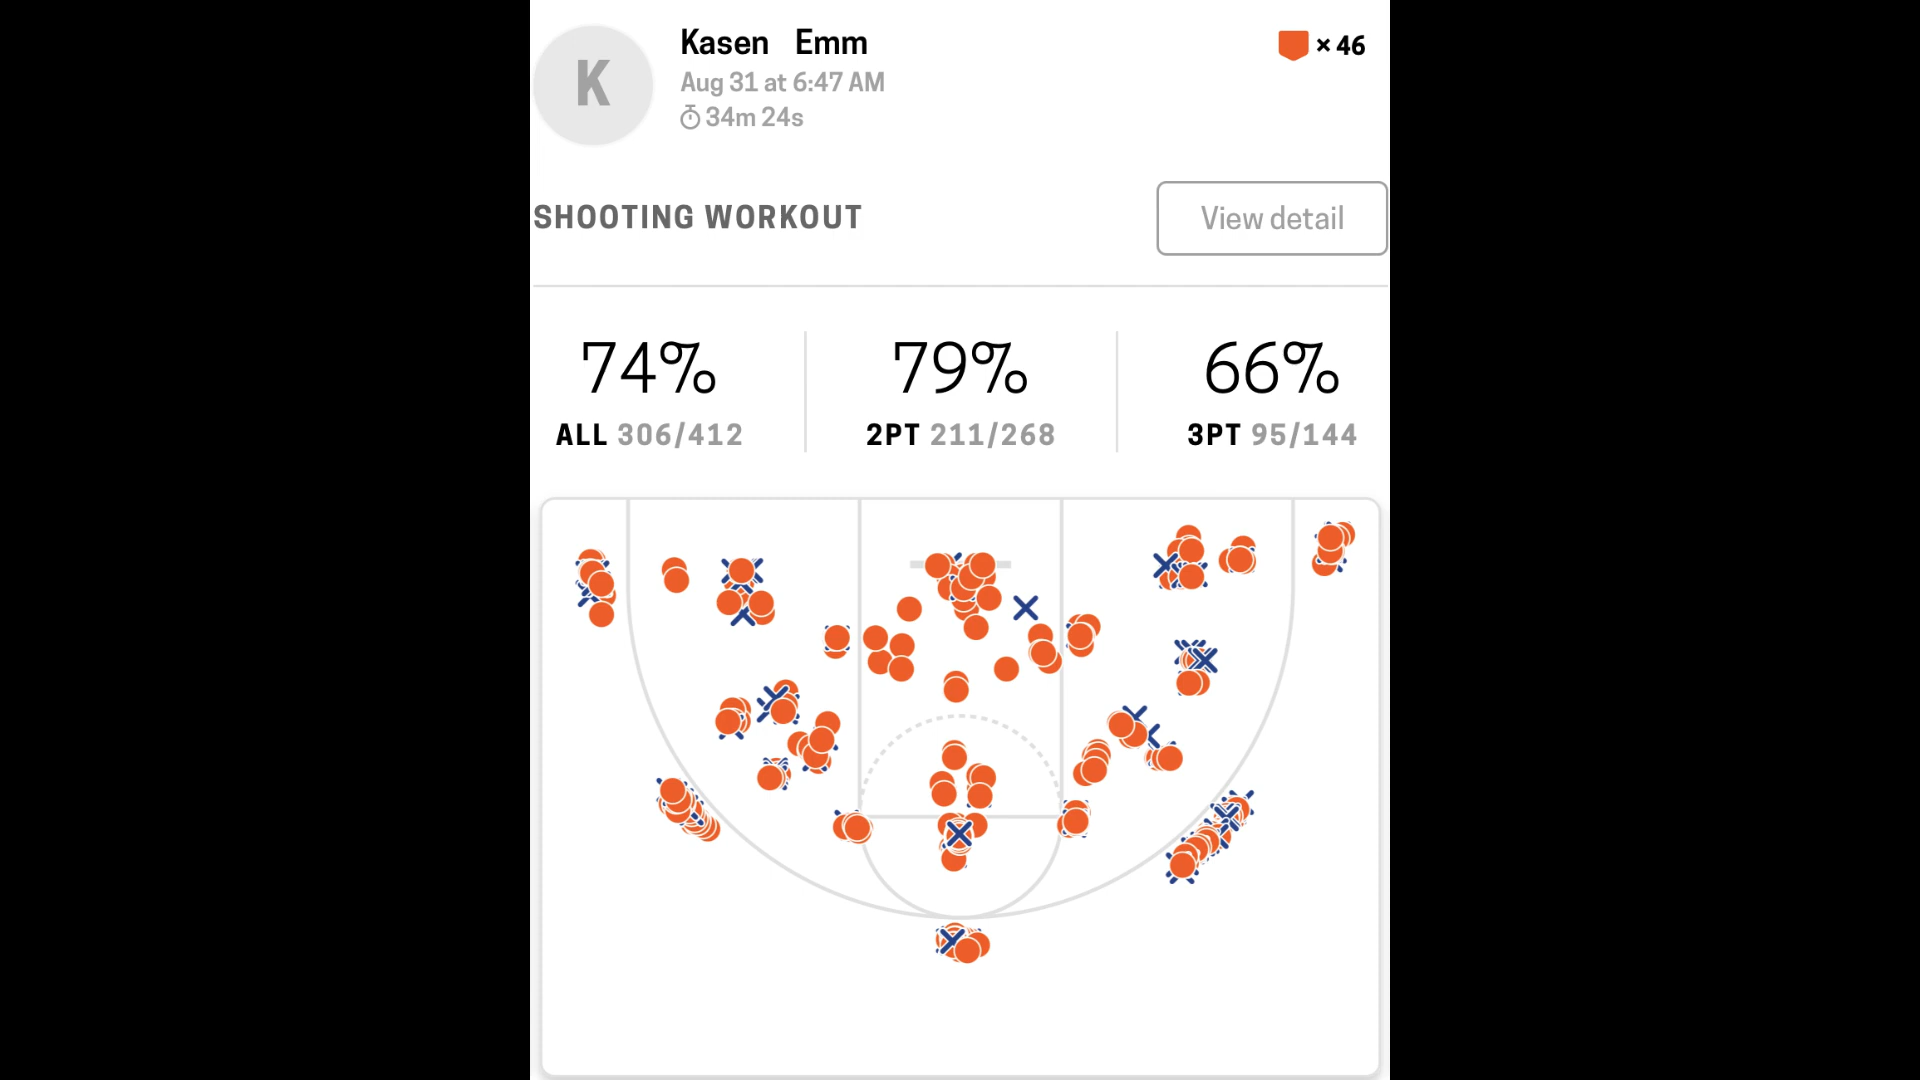 K
Kasen Emm
× 46
Aug 31 at 6:47 AM
34m 24s
SHOOTING WORKOUT
View detail
74%
79%
66%
ALL 306/412
2PT 211/268
3PT 95/144